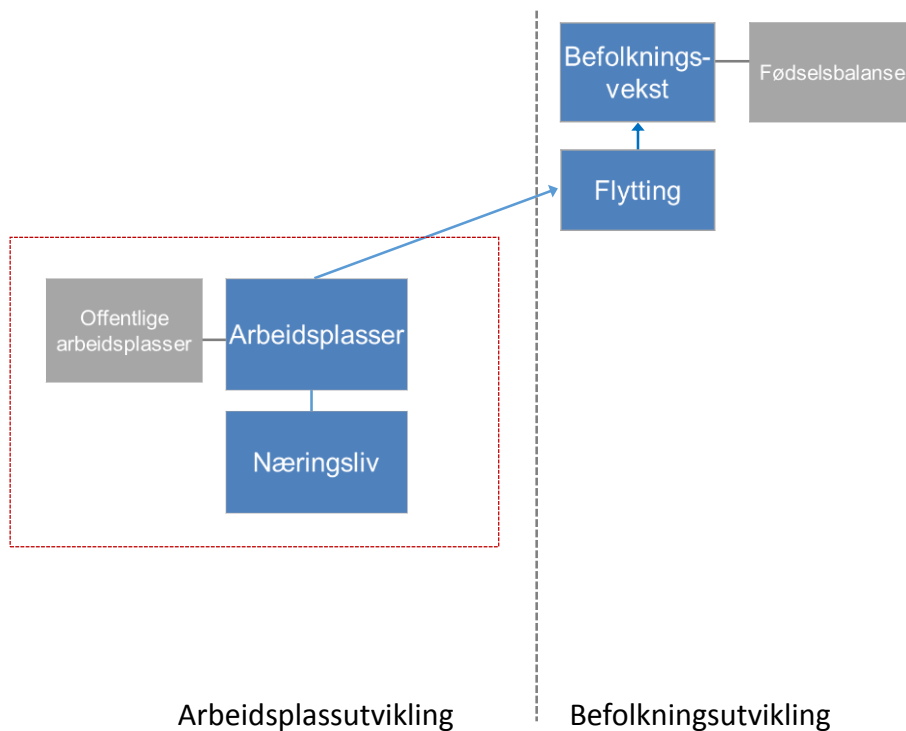 Befolknings-
vekst
Fødselsbalanse
Flytting
Offentlige
arbeidsplasser
Arbeidsplasser
Næringsliv
Arbeidsplassutvikling
Befolkningsutvikling